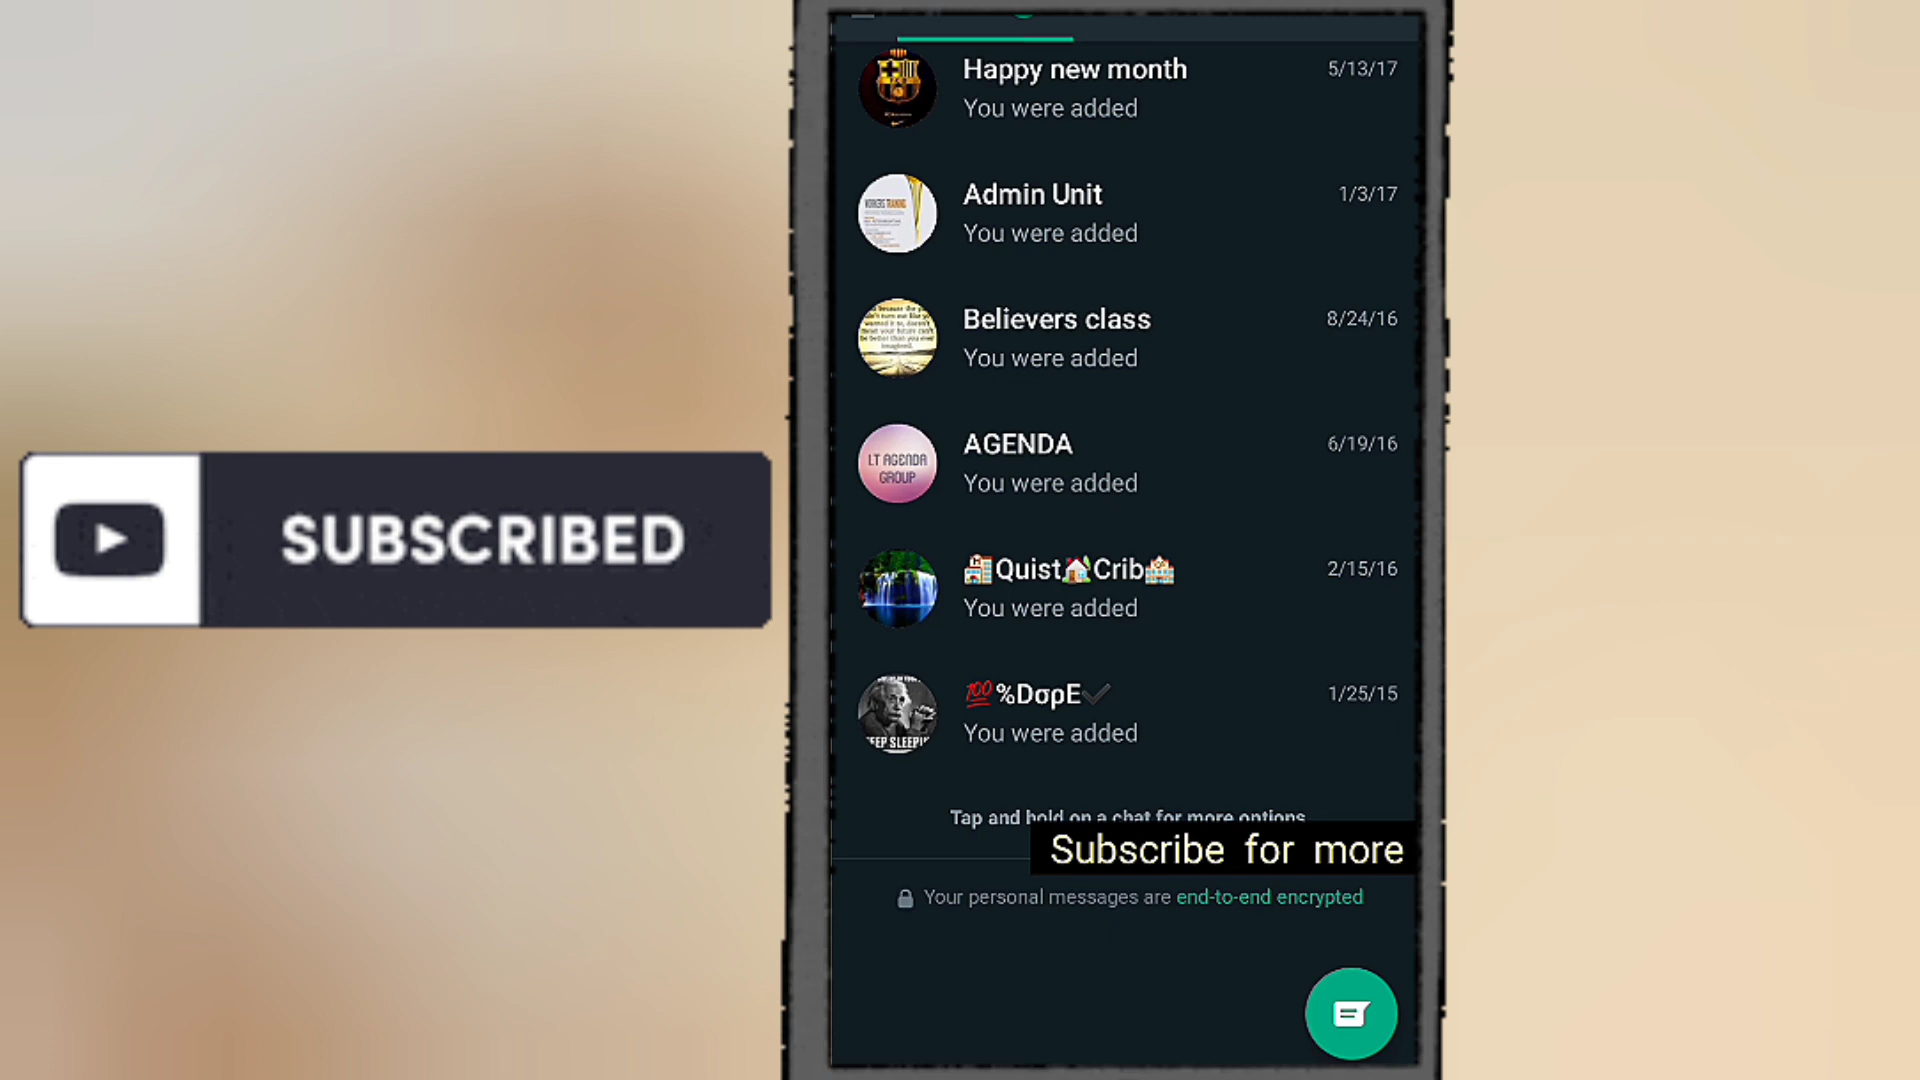 Happy new month 5/13/17
You were added
Admin Unit 1/3/17
You were added
Believers class 8/24/16
You were added
LT AGENDA
GROUP
AGENDA 6/19/16
You were added
🏨Quist🏠Crib🏫 2/15/16
You were added
💯%DσρE✔ 1/25/15
You were added
SUBSCRIBED
Tap and hold on a chat for more options
Subscribe for more
Your personal messages are end-to-end encrypted